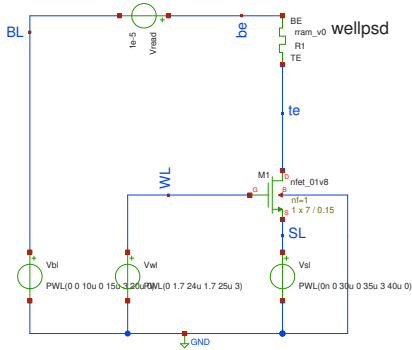 BE
rram_v0 wellpsd
R1
TE
BL
1e-5
Vread
be
te
WL
M1
D
nfet_01v8
G
B
nf=1
1 x 7 / 0.15
S
SL
Vbl
Vwl
Vsl
PWL(0 0 10u 0 15u 3 20u 0)
PWL(0 1.7 24u 1.7 25u 3)
PWL(0n 0 30u 0 35u 3 40u 0)
GND